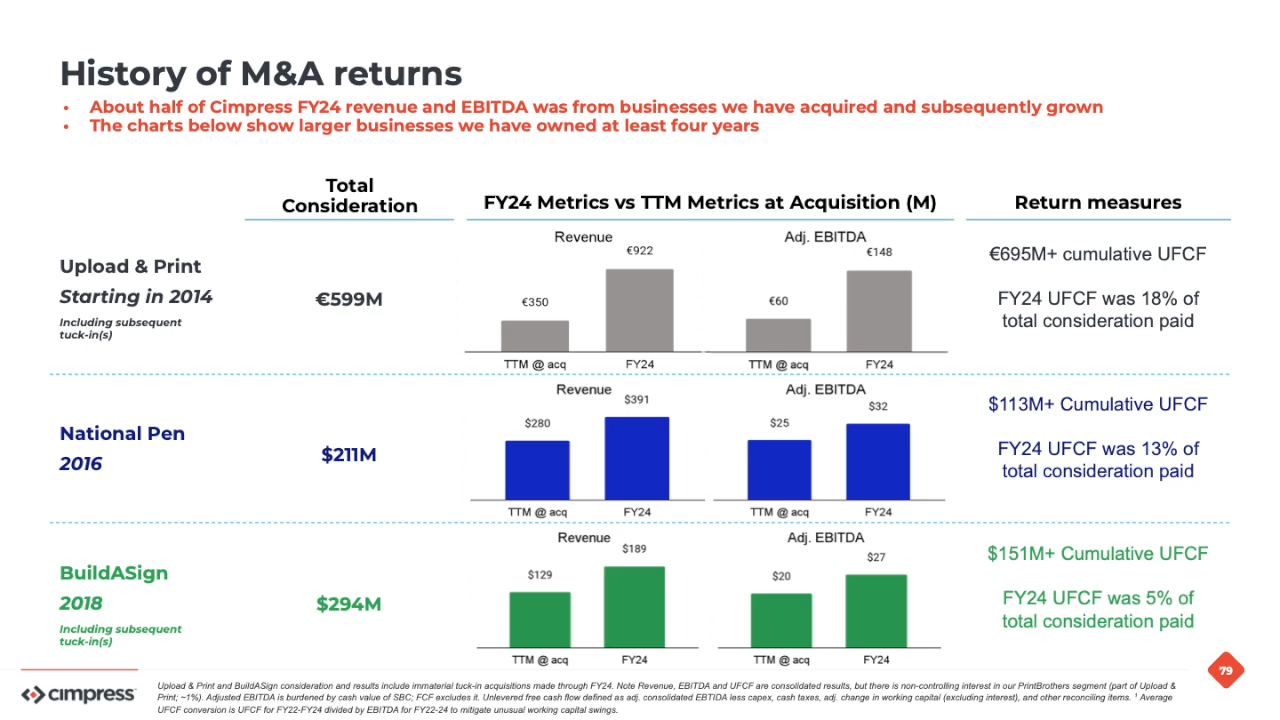 History of M&A returns
• About half of Cimpress FY24 revenue and EBITDA was from businesses we have acquired and subsequently grown
• The charts below show larger businesses we have owned at least four years
Total
Consideration
FY24 Metrics vs TTM Metrics at Acquisition (M)
Return measures
Upload & Print
Starting in 2014
Including subsequent
tuck-in(s)
€599M
Revenue
€350
€922
TTM @ acq
FY24
Adj. EBITDA
€60
€148
TTM @ acq
FY24
€695M+ cumulative UFCF
FY24 UFCF was 18% of
total consideration paid
National Pen
2016
$211M
Revenue
$280
$391
TTM @ acq
FY24
Adj. EBITDA
$25
$32
TTM @ acq
FY24
$113M+ Cumulative UFCF
FY24 UFCF was 13% of
total consideration paid
BuildASign
2018
Including subsequent
tuck-in(s)
$294M
Revenue
$129
$189
TTM @ acq
FY24
Adj. EBITDA
$20
$27
TTM @ acq
FY24
$151M+ Cumulative UFCF
FY24 UFCF was 5% of
total consideration paid
79
cimpress
Upload & Print and BuildASign consideration and results include immaterial tuck-in acquisitions made through FY24. Note Revenue, EBITDA and UFCF are consolidated results, but there is non-controlling interest in our PrintBrothers segment (part of Upload &
Print; ~1%). Adjusted EBITDA is burdened by cash value of SBC; FCF excludes it. Unlevered free cash flow defined as adj. consolidated EBTIDA less capex, cash taxes, adj. change in working capital (excluding interest), and other reconciling items. ¹ Average
UFCF conversion is UFCF for FY22-FY24 divided by EBITDA for FY22-24 to mitigate unusual working capital swings.